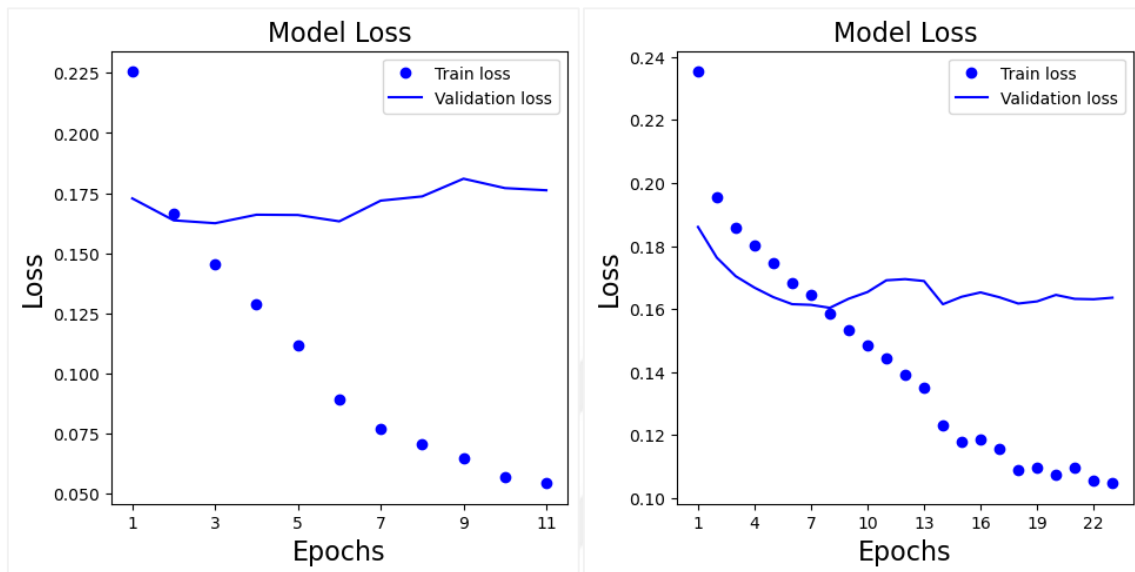 Model Loss
Train loss
Validation loss
0.225
0.200
0.175
0.150
0.125
0.100
0.075
0.050
Loss
1 3 5 7 9 11
Epochs
Model Loss
Train loss
Validation loss
0.24
0.22
0.20
0.18
0.16
0.14
0.12
0.10
Loss
1 4 7 10 13 16 19 22
Epochs